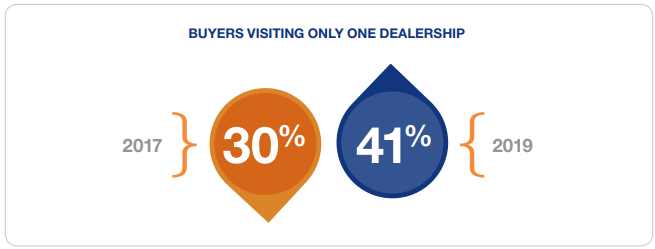 BUYERS VISITING ONLY ONE DEALERSHIP
2017 30% 41% 2019